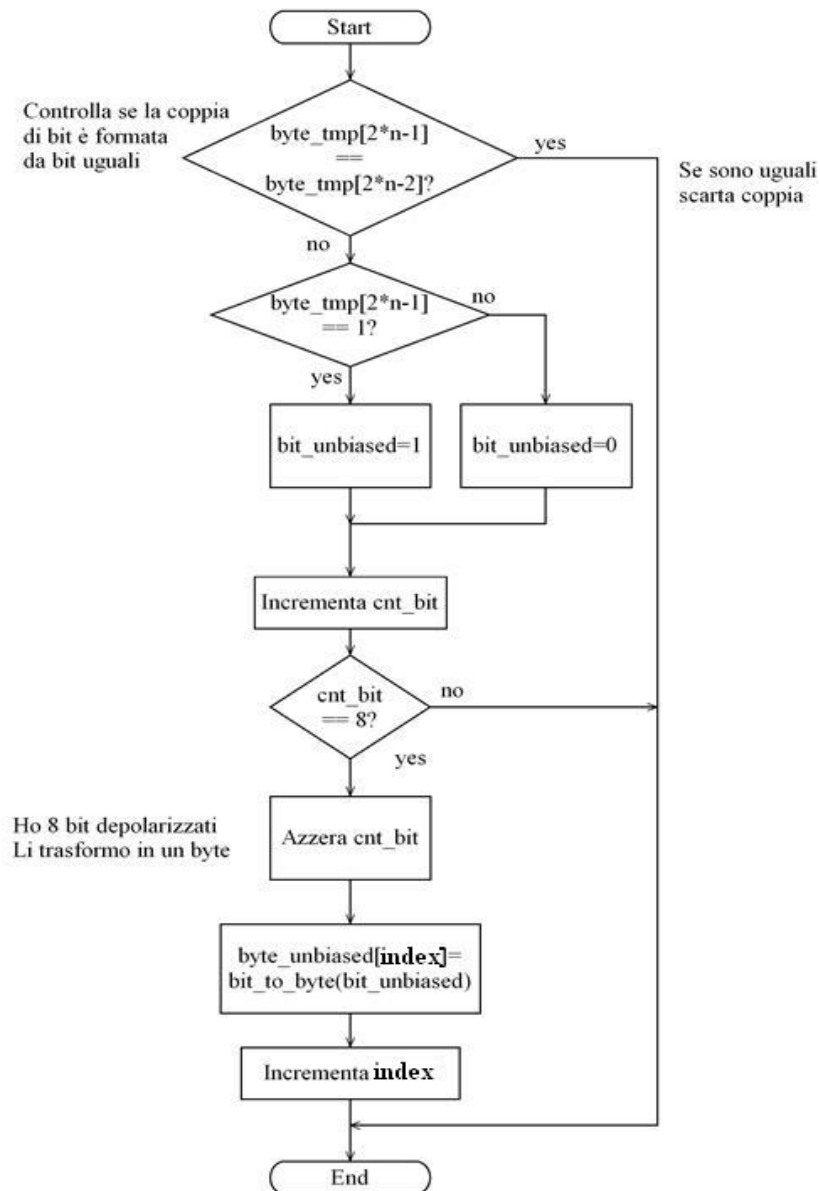 Start
Controlla se la coppia
di bit è formata
da bit uguali
byte_tmp[2*n-1]
==
byte_tmp[2*n-2]?
yes
Se sono uguali
scarta coppia
no
byte_tmp[2*n-1]
== 1?
no
yes
bit_unbiased=1
bit_unbiased=0
Incrementa cnt_bit
cnt_bit
== 8?
no
yes
Ho 8 bit depolarizzati
Li trasformo in un byte
Azzera cnt_bit
byte_unbiased[index]=
bit_to_byte(bit_unbiased)
Incrementa index
End